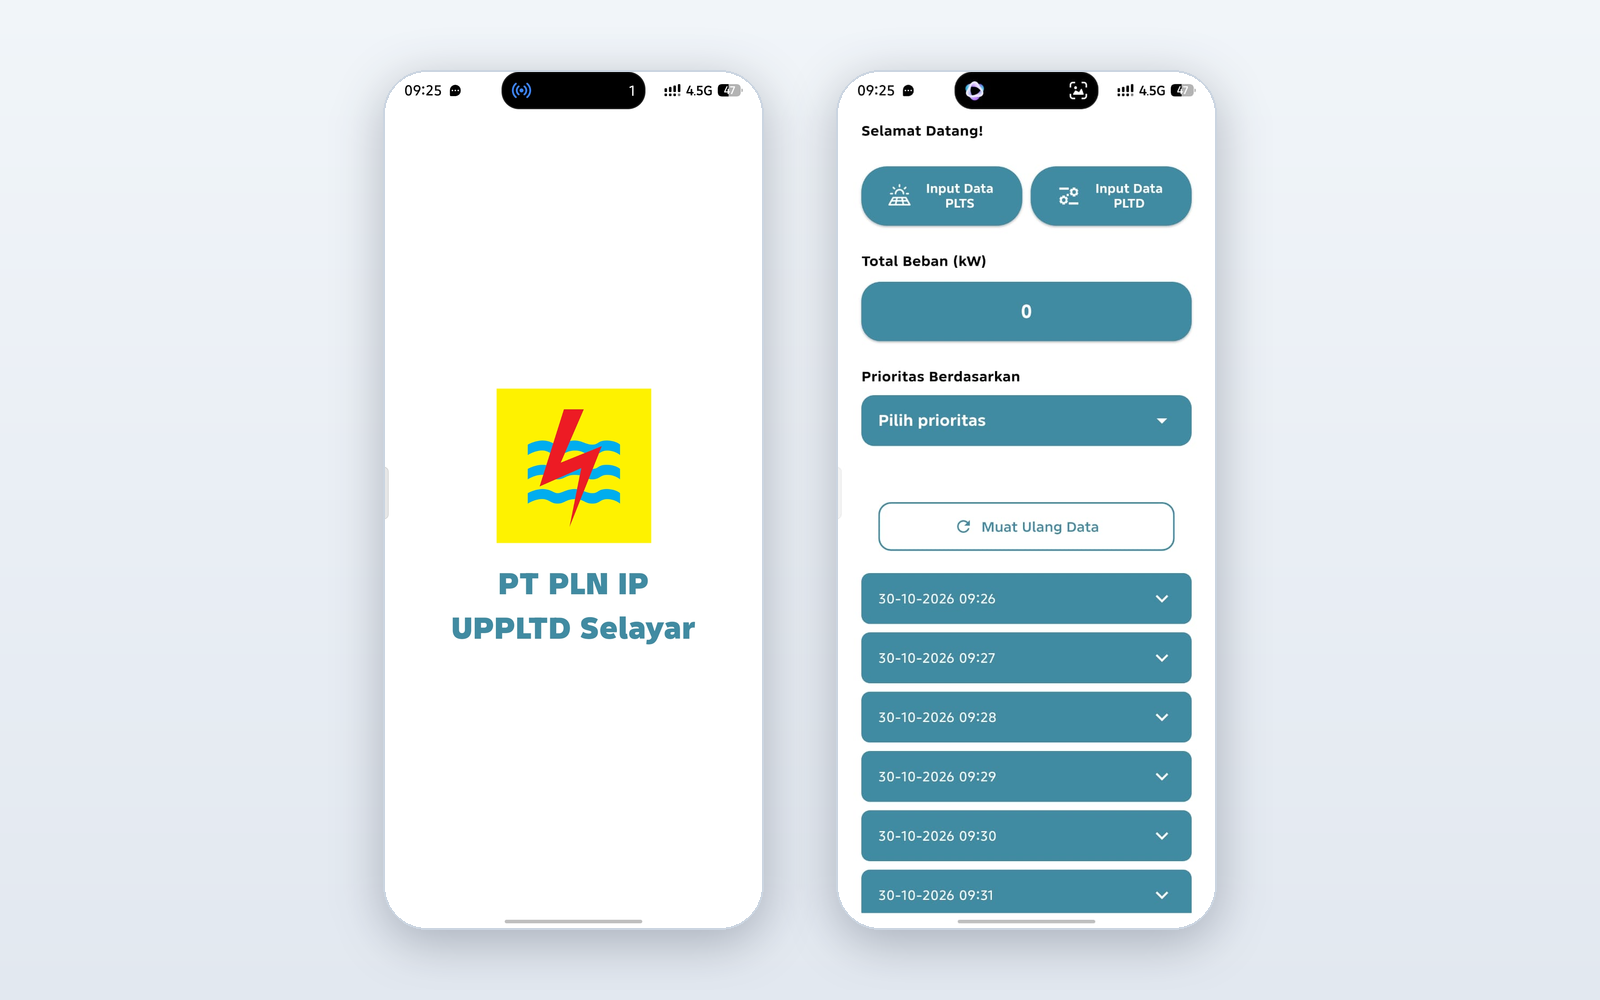 09:25
1
4.5G
47
PT PLN IP
UPPLTD Selayar
09:25
4.5G
47
Selamat Datang!
Input Data
PLTS
Input Data
PLTD
Total Beban (kW)
0
Prioritas Berdasarkan
Pilih prioritas
Muat Ulang Data
30-10-2026 09:26
30-10-2026 09:27
30-10-2026 09:28
30-10-2026 09:29
30-10-2026 09:30
30-10-2026 09:31